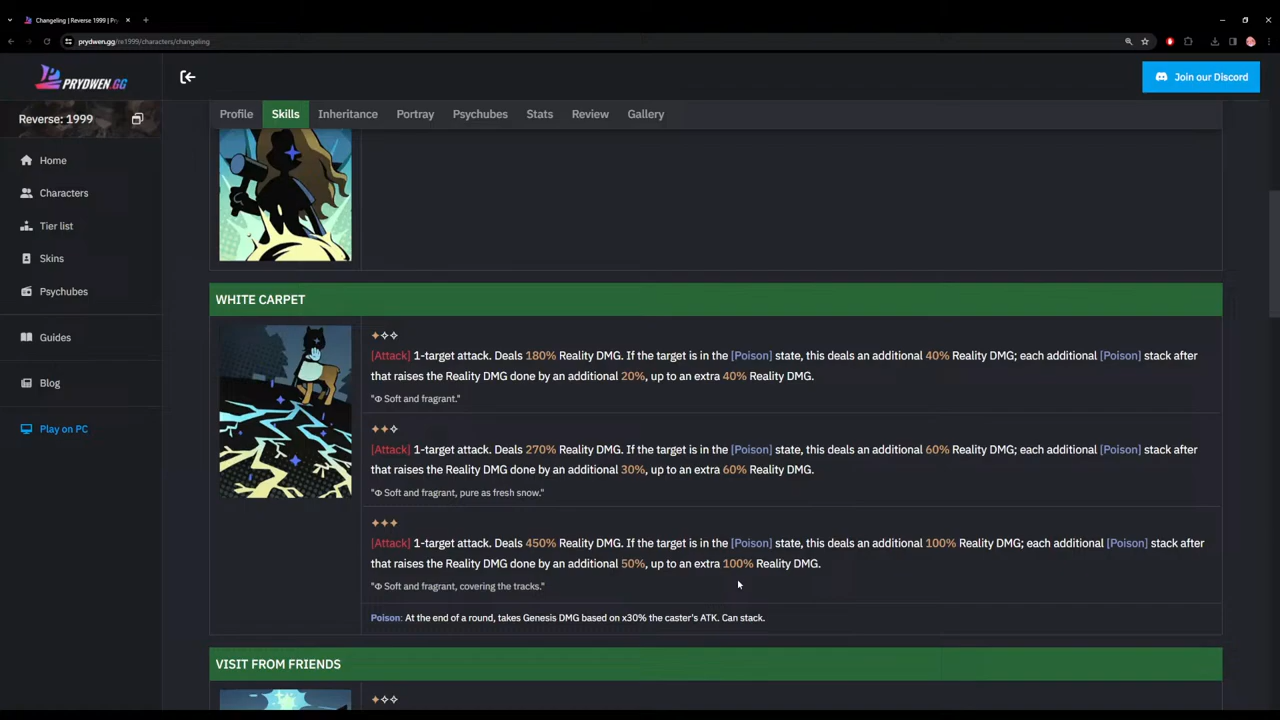 Changeling | Reverse 1999 | Pry
prydwen.gg/re1999/characters/changeling
PRYDWEN.GG
Join our Discord
Reverse: 1999
Profile
Skills
Inheritance
Portray
Psychubes
Stats
Review
Gallery
Home
Characters
Tier list
Skins
Psychubes
Guides
Blog
Play on PC
WHITE CARPET
[Attack] 1-target attack. Deals 180% Reality DMG. If the target is in the [Poison] state, this deals an additional 40% Reality DMG; each additional [Poison] stack after
that raises the Reality DMG done by an additional 20%, up to an extra 40% Reality DMG.
"Φ Soft and fragrant."
[Attack] 1-target attack. Deals 270% Reality DMG. If the target is in the [Poison] state, this deals an additional 60% Reality DMG; each additional [Poison] stack after
that raises the Reality DMG done by an additional 30%, up to an extra 60% Reality DMG.
"Φ Soft and fragrant, pure as fresh snow."
[Attack] 1-target attack. Deals 450% Reality DMG. If the target is in the [Poison] state, this deals an additional 100% Reality DMG; each additional [Poison] stack after
that raises the Reality DMG done by an additional 50%, up to an extra 100% Reality DMG.
"Φ Soft and fragrant, covering the tracks."
Poison: At the end of a round, takes Genesis DMG based on x30% the caster's ATK. Can stack.
VISIT FROM FRIENDS